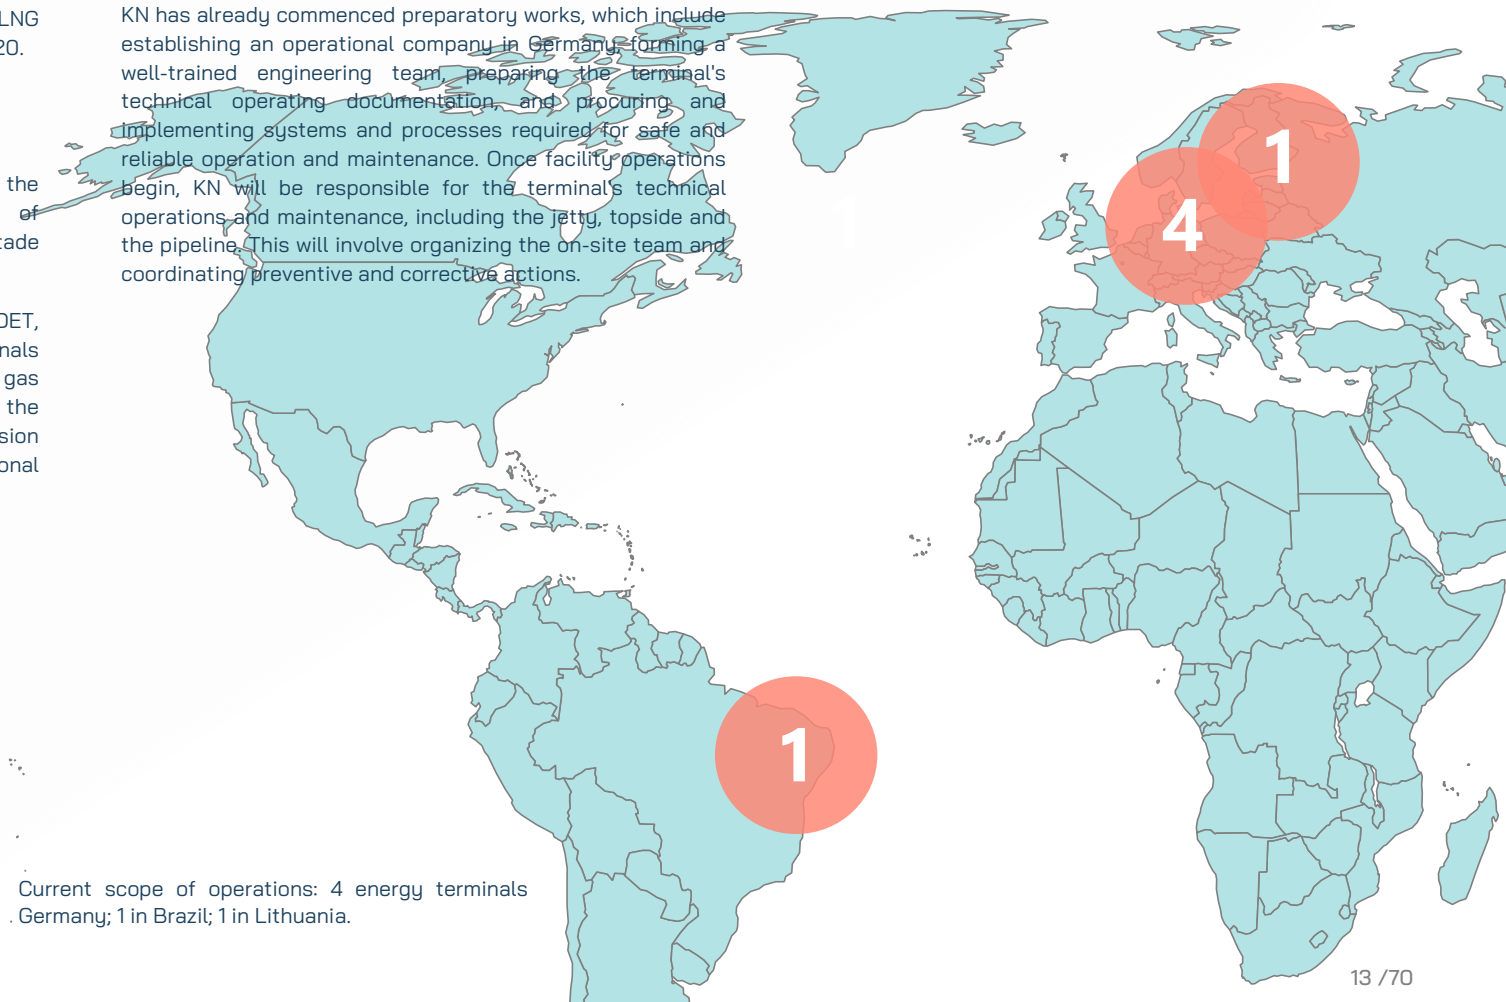 LNG
20.
the
of
tade
DET,
nals
gas
the
sion
onal
KN has already commenced preparatory works, which include
establishing an operational company in Germany, forming a
well-trained engineering team, preparing the terminal's
technical operating documentation, and procuring and
implementing systems and processes required for safe and
reliable operation and maintenance. Once facility operations
begin, KN will be responsible for the terminal's technical
operations and maintenance, including the jetty, topside and
the pipeline. This will involve organizing the on-site team and
coordinating preventive and corrective actions.
1
1
4
1
Current scope of operations: 4 energy terminals
Germany; 1 in Brazil; 1 in Lithuania.
13 /70